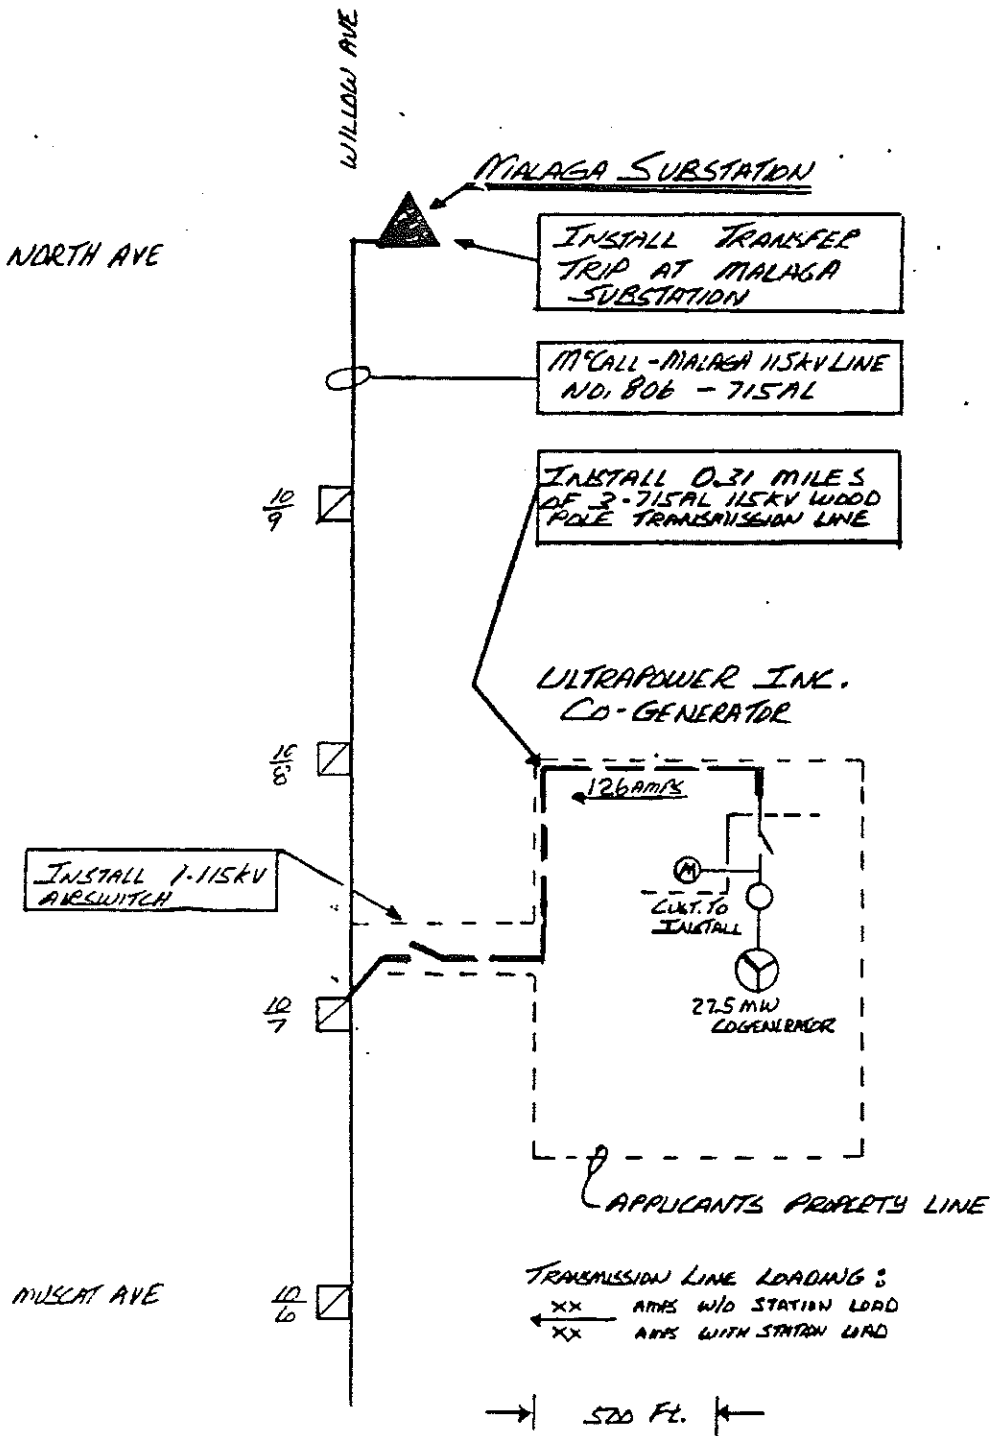 WILLOW AVE
MALAGA SUBSTATION
NORTH AVE
INSTALL TRANSFER
TRIP AT MALAGA
SUBSTATION
McCALL-MALAGA 115KV LINE
NO. 806 - 715AL
INSTALL 0.31 MILES
OF 3-715AL 115KV WOOD
POLE TRANSMISSION LINE
10
9
ULTRAPOWER INC.
CO-GENERATOR
10
8
126 AMPS
INSTALL 1-115KV
AIRSWITCH
M
CUST. TO
INSTALL
10
7
22.5 MW
COGENERATOR
APPLICANTS PROPERTY LINE
MUSCAT AVE
10
6
TRANSMISSION LINE LOADING:
XX AMPS W/O STATION LOAD
XX AMPS WITH STATION LOAD
500 Ft.